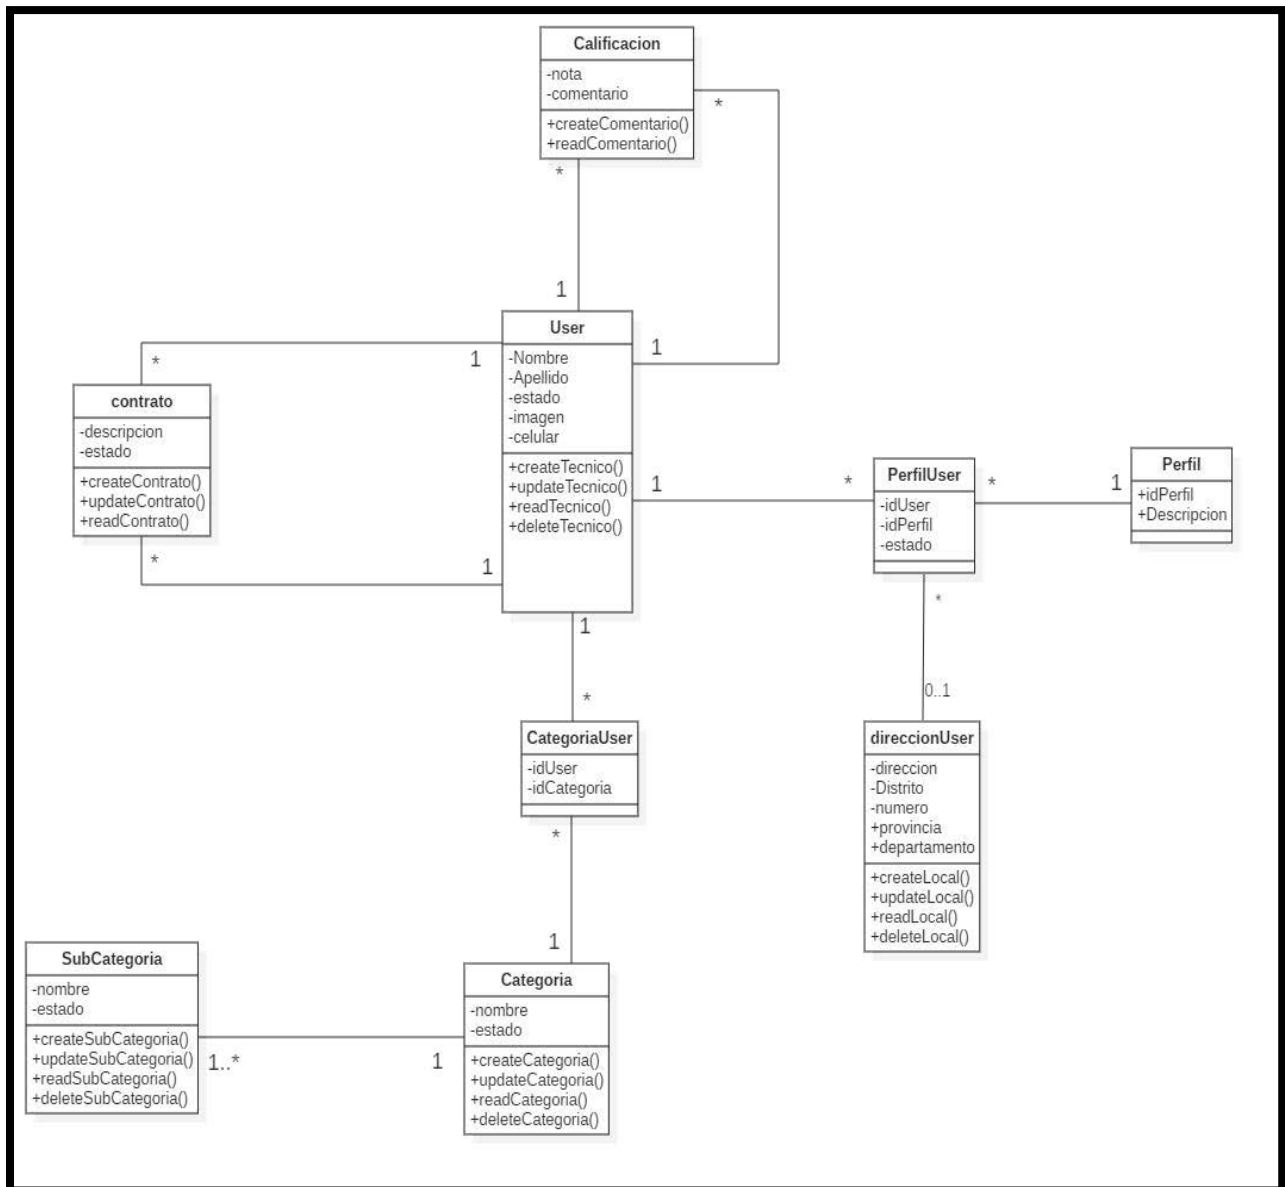 Calificacion
-nota
-comentario
+createComentario()
+readComentario()
*
*
1
User
-Nombre
-Apellido
-estado
-imagen
-celular
+createTecnico()
+updateTecnico()
+readTecnico()
+deleteTecnico()
1
1
*
contrato
-descripcion
-estado
+createContrato()
+updateContrato()
+readContrato()
*
1
1
*
PerfilUser
-idUser
-idPerfil
-estado
*
1
Perfil
+idPerfil
+Descripcion
*
0..1
direccionUser
-direccion
-Distrito
-numero
+provincia
+departamento
+createLocal()
+updateLocal()
+readLocal()
+deleteLocal()
1
*
CategoriaUser
-idUser
-idCategoria
*
1
Categoria
-nombre
-estado
+createCategoria()
+updateCategoria()
+readCategoria()
+deleteCategoria()
1
1..*
SubCategoria
-nombre
-estado
+createSubCategoria()
+updateSubCategoria()
+readSubCategoria()
+deleteSubCategoria()